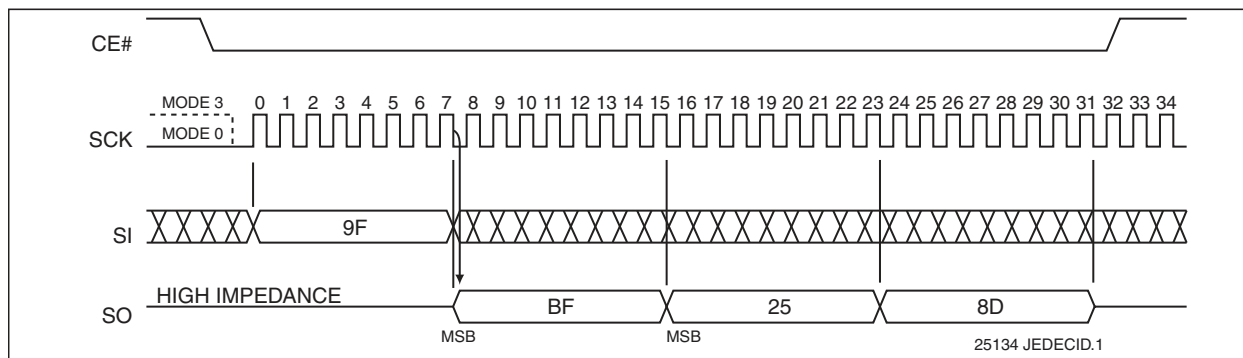 CE#
MODE 3
0 1 2 3 4 5 6 7 8 9 10 11 12 13 14 15 16 17 18 19 20 21 22 23 24 25 26 27 28 29 30 31 32 33 34
MODE 0
SCK
SI
9F
HIGH IMPEDANCE
SO
BF
25
8D
MSB
MSB
25134 JEDECID.1